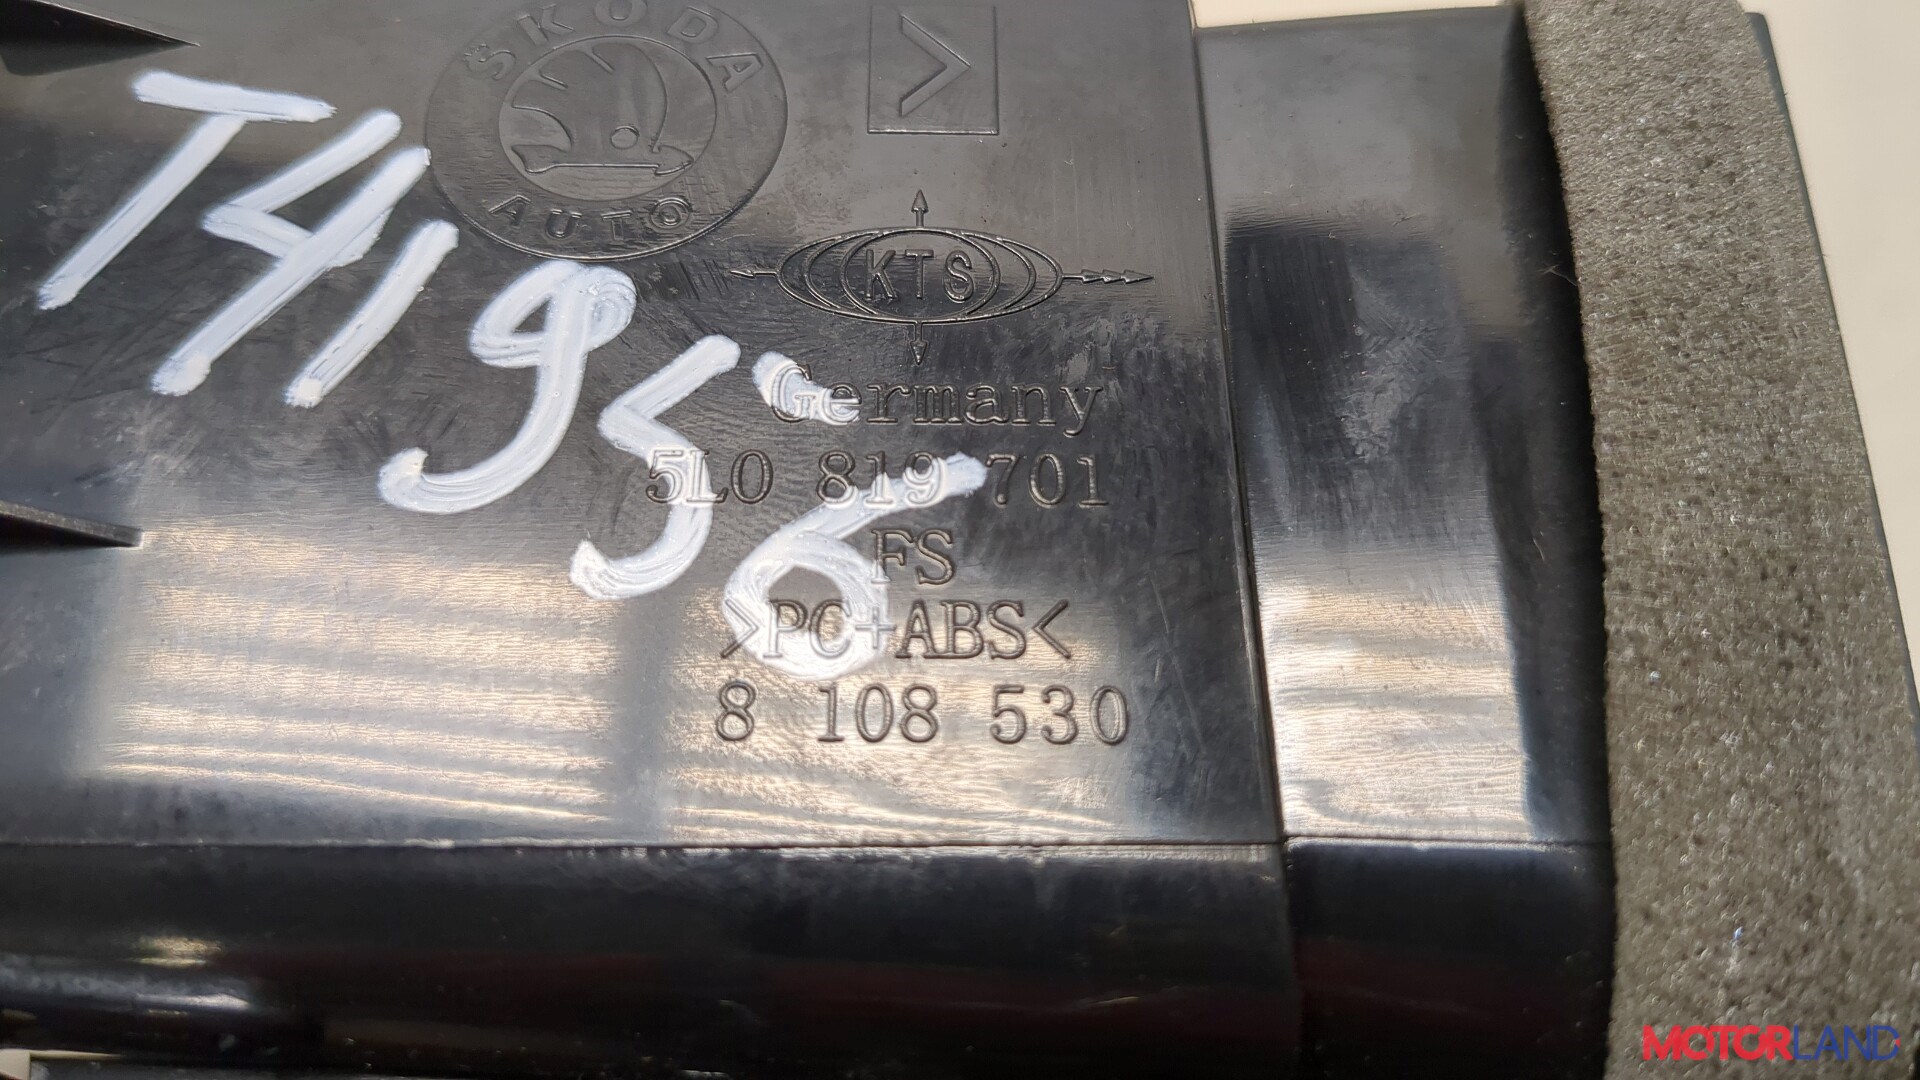 ŠKODA
AUTO
T41956
KTS
Germany
5L0 819 701
FS
>PC+ABS<
8 108 530
MOTORLAND